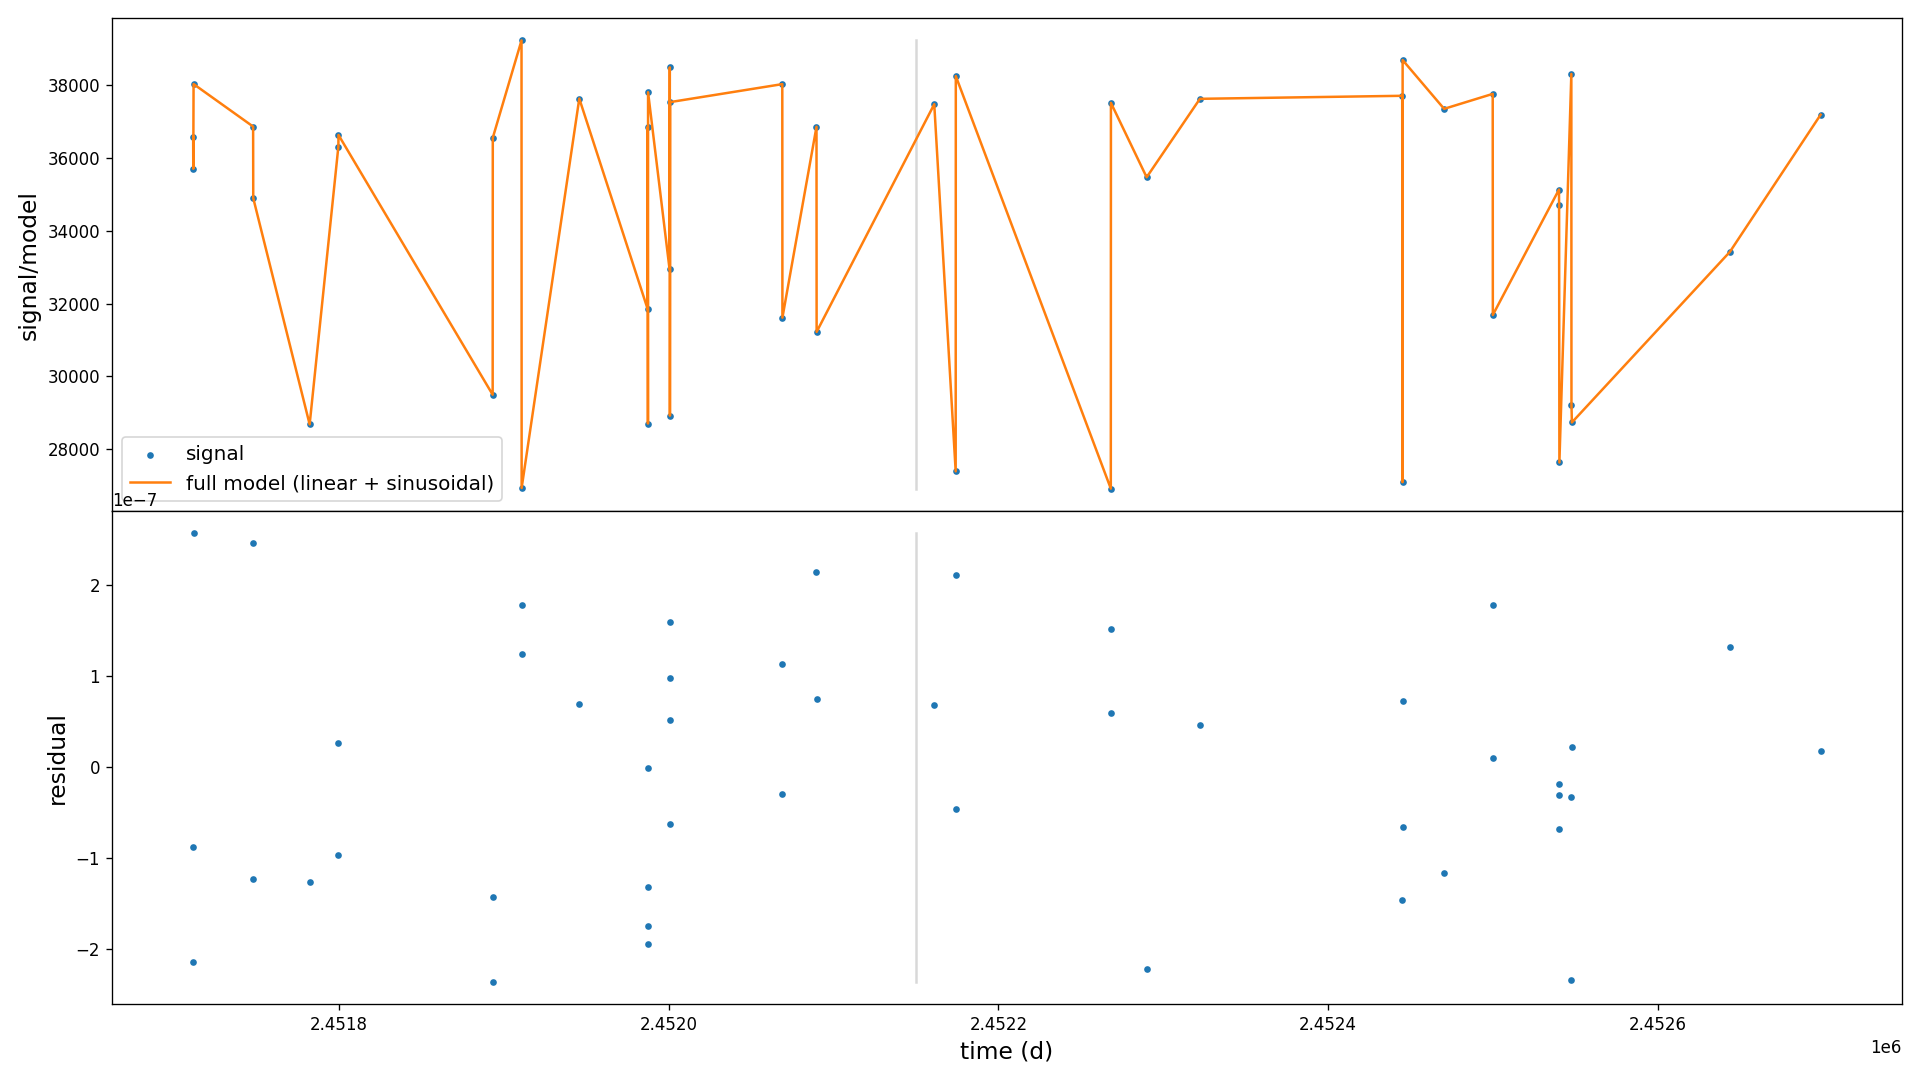 38000
36000
34000
32000
30000
28000
signal/model
signal
full model (linear + sinusoidal)
1e−7
2
1
0
−1
−2
residual
2.4518
2.4520
2.4522
2.4524
2.4526
1e6
time (d)